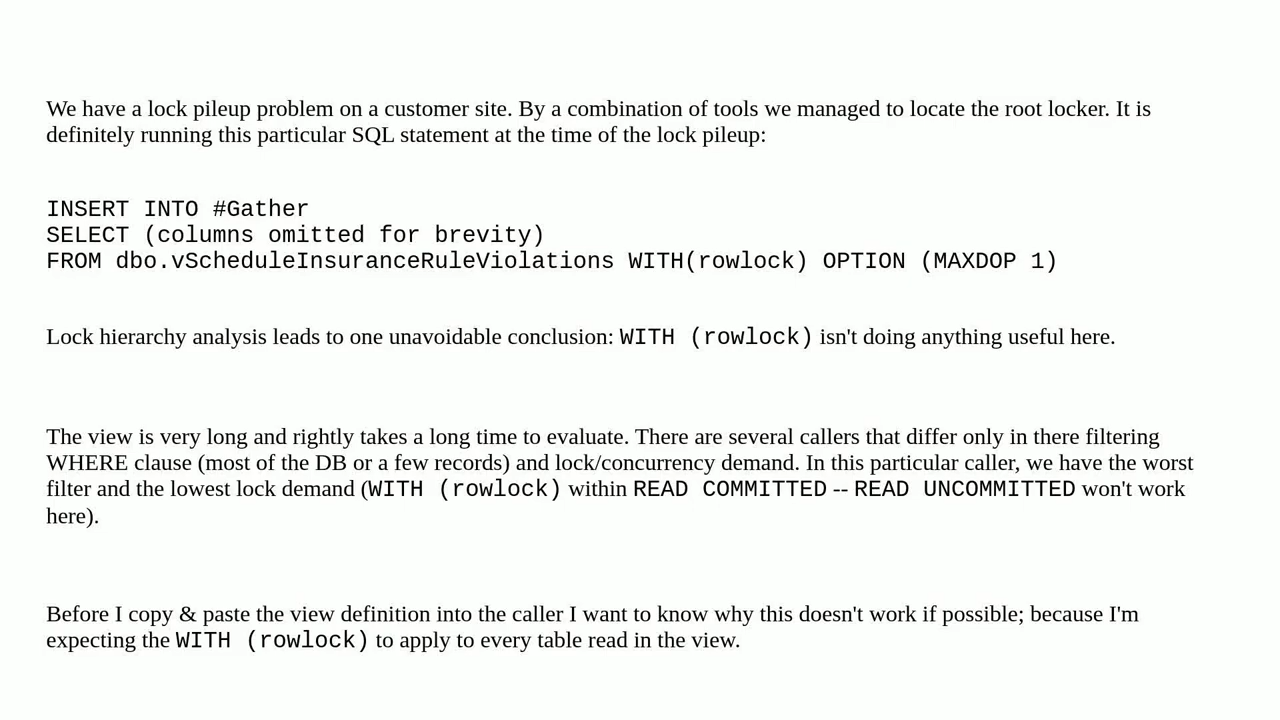 We have a lock pileup problem on a customer site. By a combination of tools we managed to locate the root locker. It is
definitely running this particular SQL statement at the time of the lock pileup:
INSERT INTO #Gather
SELECT (columns omitted for brevity)
FROM dbo.vScheduleInsuranceRuleViolations WITH(rowlock) OPTION (MAXDOP 1)
Lock hierarchy analysis leads to one unavoidable conclusion: WITH (rowlock) isn't doing anything useful here.
The view is very long and rightly takes a long time to evaluate. There are several callers that differ only in there filtering
WHERE clause (most of the DB or a few records) and lock/concurrency demand. In this particular caller, we have the worst
filter and the lowest lock demand (WITH (rowlock) within READ COMMITTED -- READ UNCOMMITTED won't work
here).
Before I copy & paste the view definition into the caller I want to know why this doesn't work if possible; because I'm
expecting the WITH (rowlock) to apply to every table read in the view.